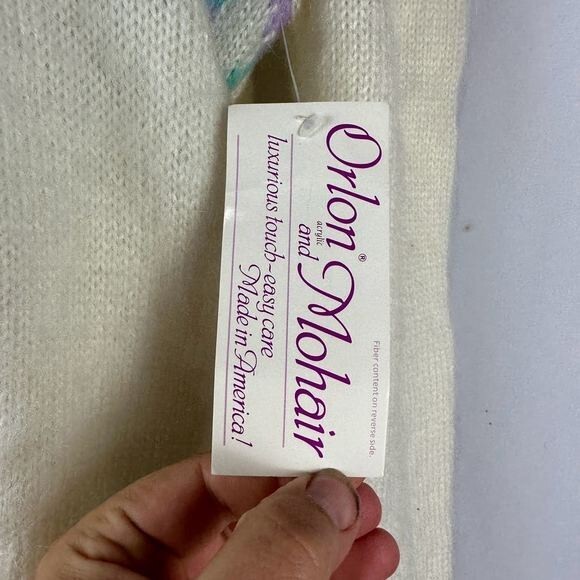 Orlon®
acrylic
and Mohair
luxurious touch-easy care
Made in America!
Fiber content on reverse side.